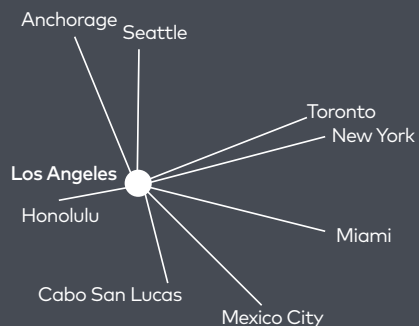 Anchorage
Seattle
Toronto
New York
Los Angeles
Honolulu
Miami
Cabo San Lucas
Mexico City